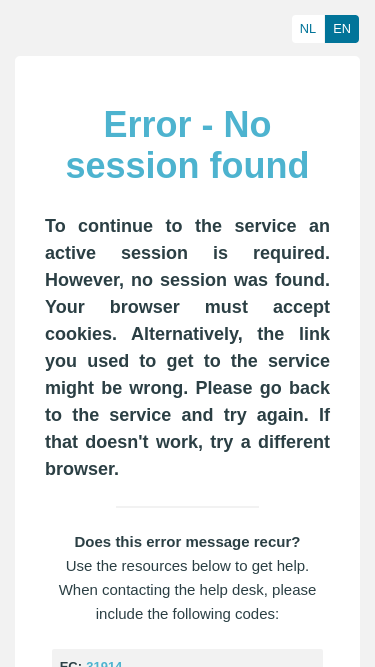 NL EN
Error - No
session found
To continue to the service an
active session is required.
However, no session was found.
Your browser must accept
cookies. Alternatively, the link
you used to get to the service
might be wrong. Please go back
to the service and try again. If
that doesn't work, try a different
browser.
Does this error message recur?
Use the resources below to get help.
When contacting the help desk, please
include the following codes:
EC: 31914